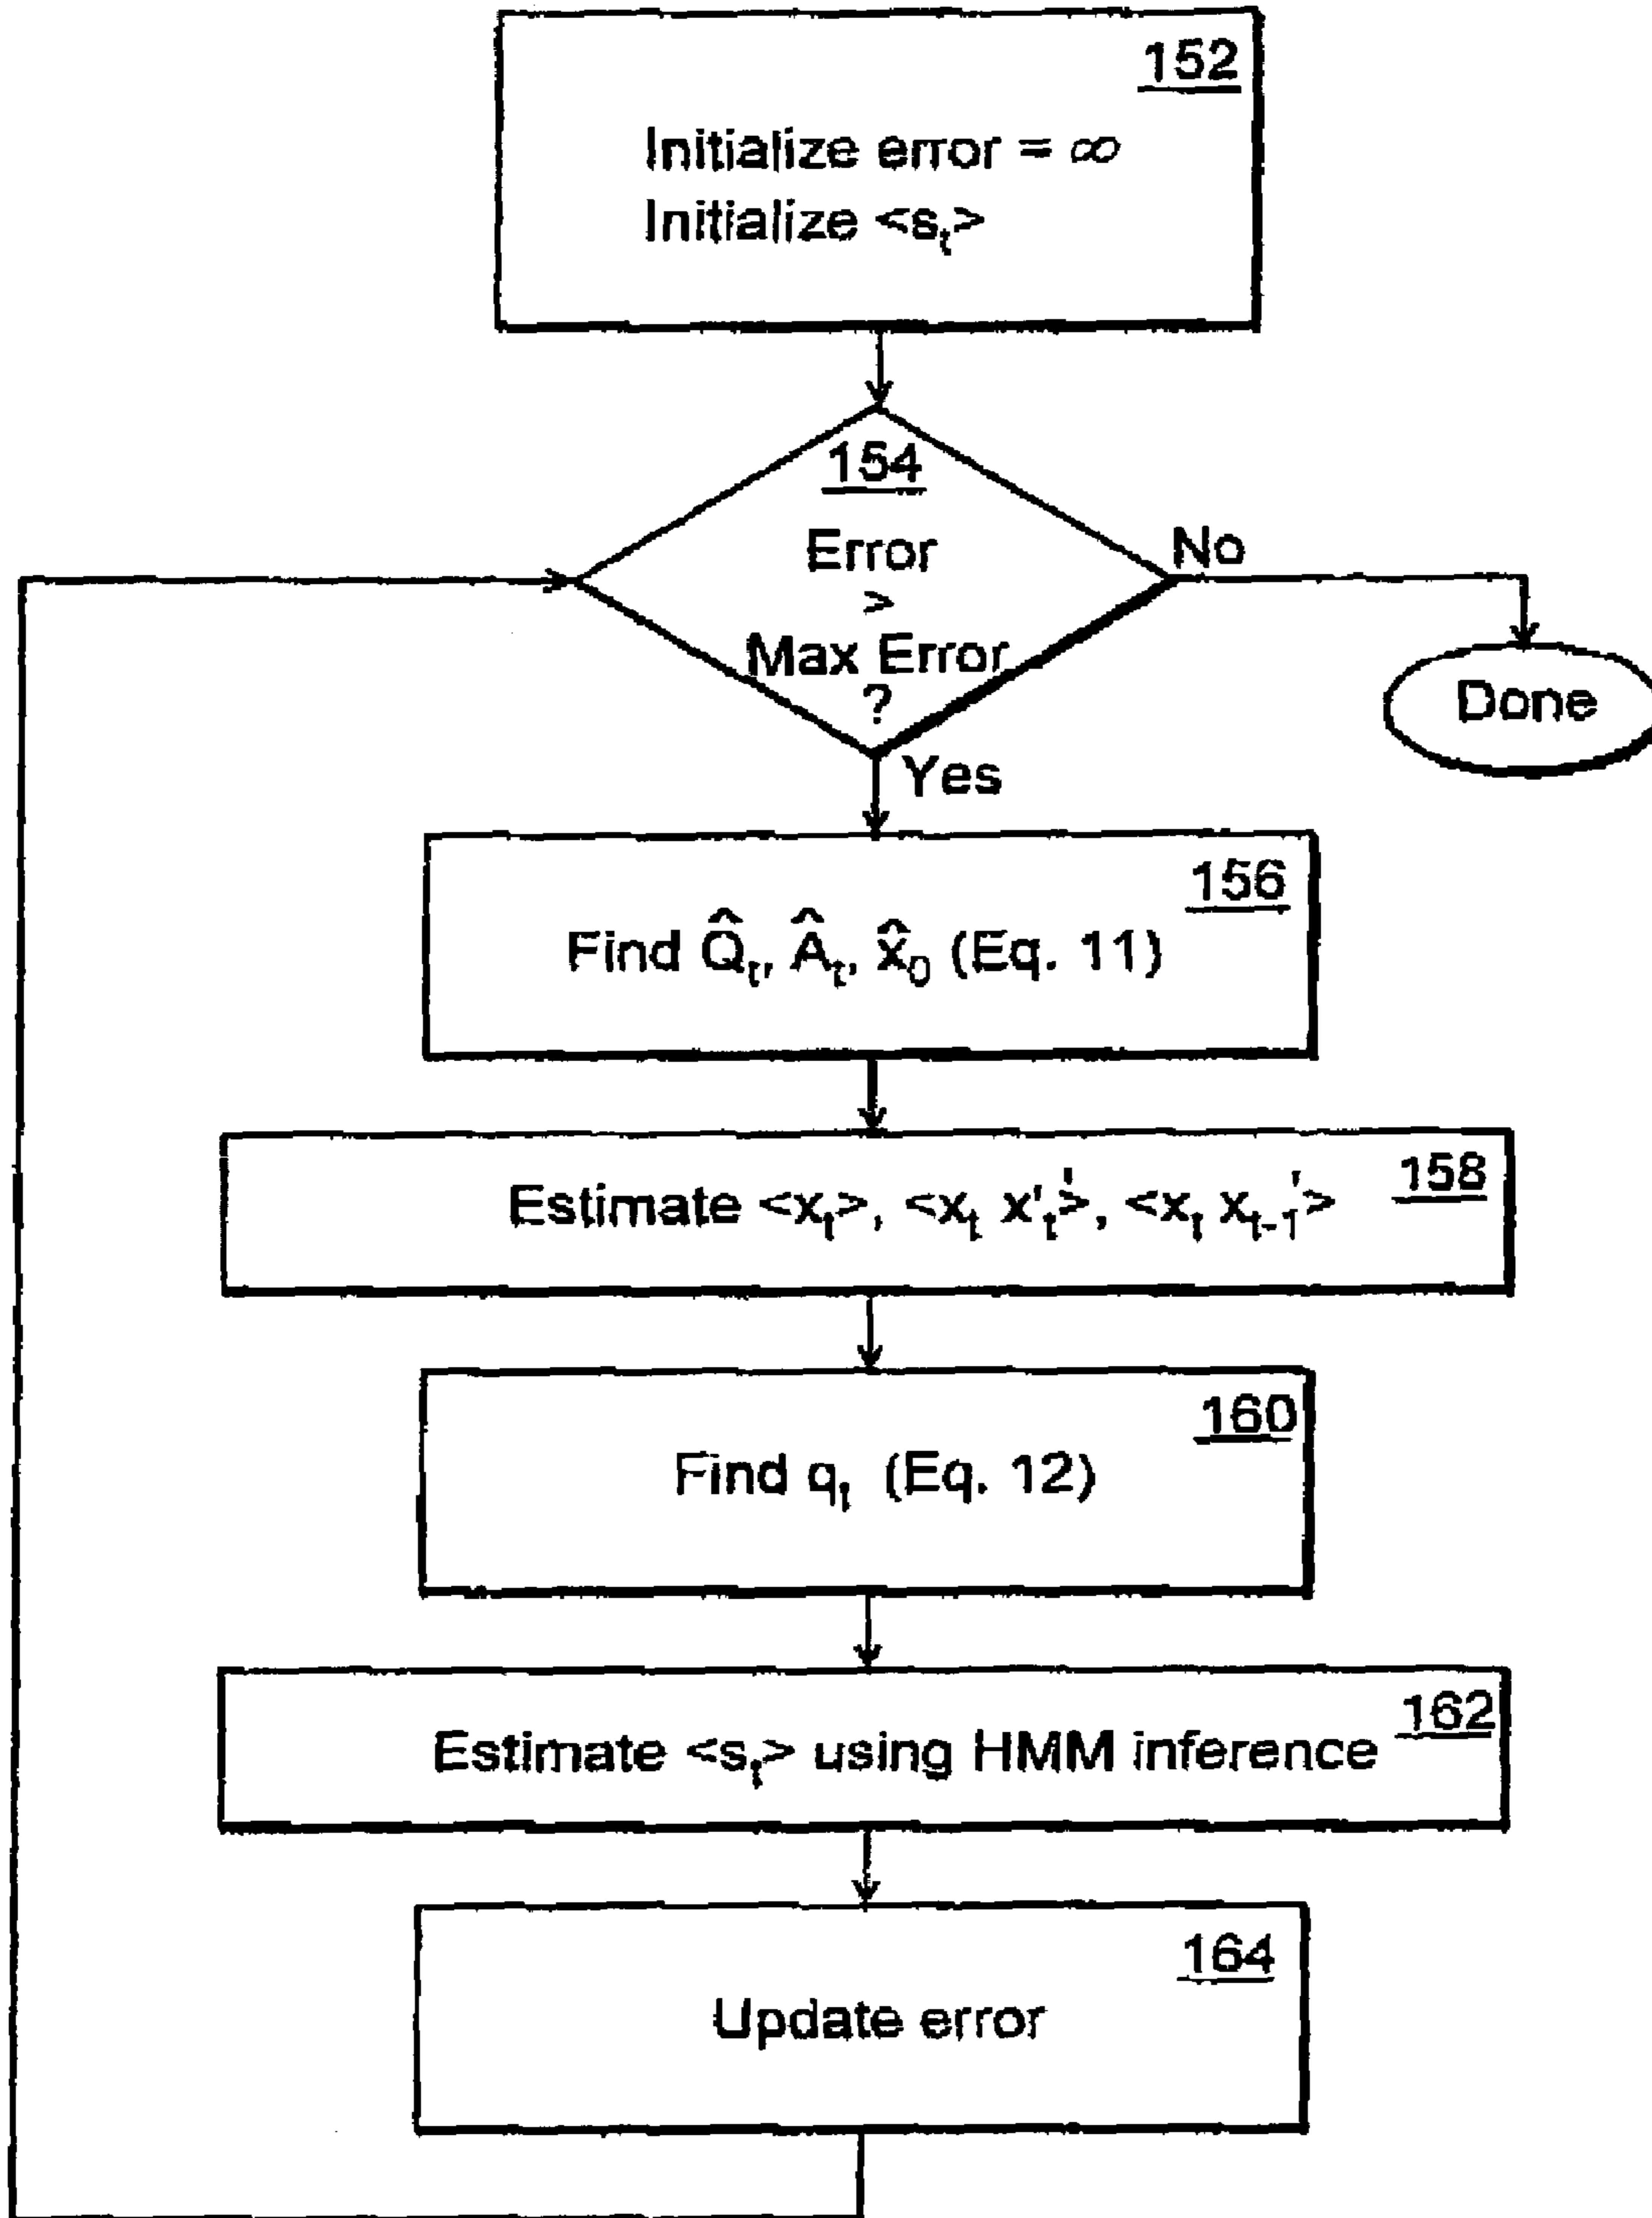 152
Initialize error = ∞
Initialize <sₜ>
154
Error
>
Max Error
?
No
Done
Yes
156
Find Q̂ₜ, Âₜ, x̂₀ (Eq. 11)
158
Estimate <xₜ>, <xₜ x'ₜ'>, <xₜ xₜ₋₁'>
160
Find qₜ (Eq. 12)
162
Estimate <sₜ> using HMM inference
164
Update error